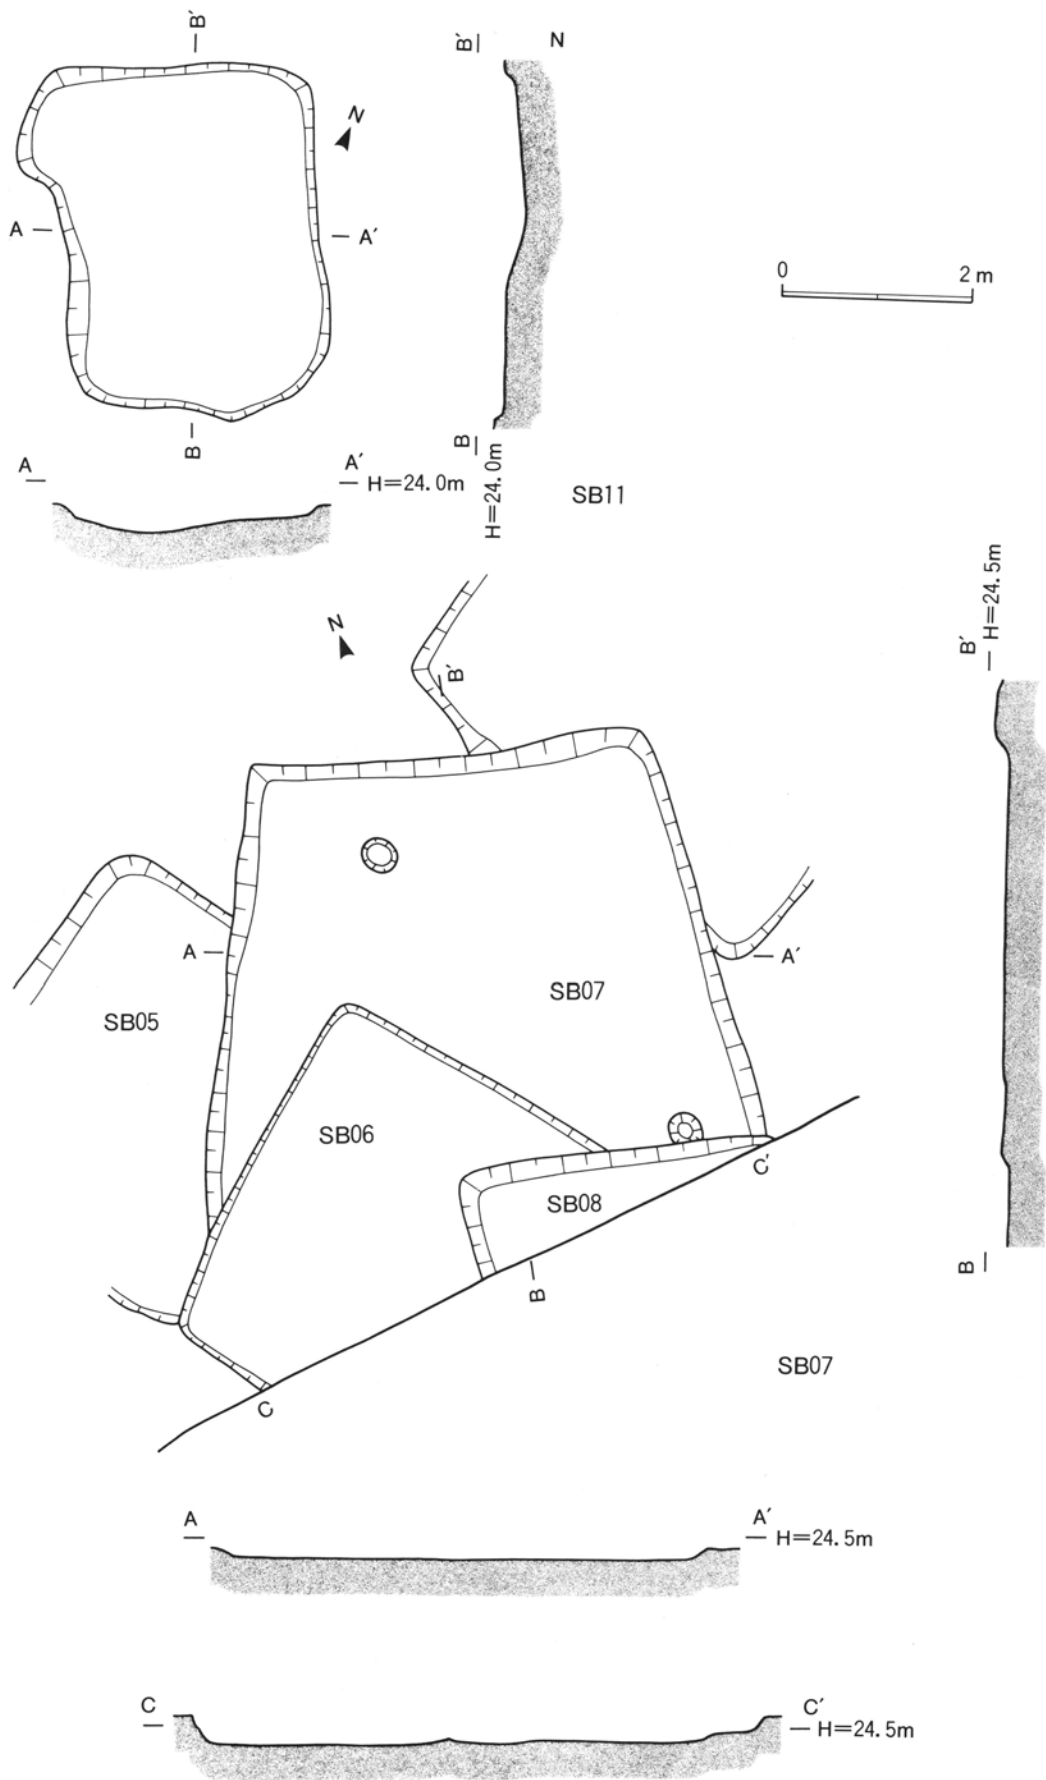 B′
B′ N
N
0 2 m
A A′
B
B
A A′ H=24.0m
H=24.0m
SB11
H=24.5m
B′
N
B′
A A′
SB05 SB07
SB06
C′
SB08
B
B
SB07
C
A A′ H=24.5m
C C′ H=24.5m